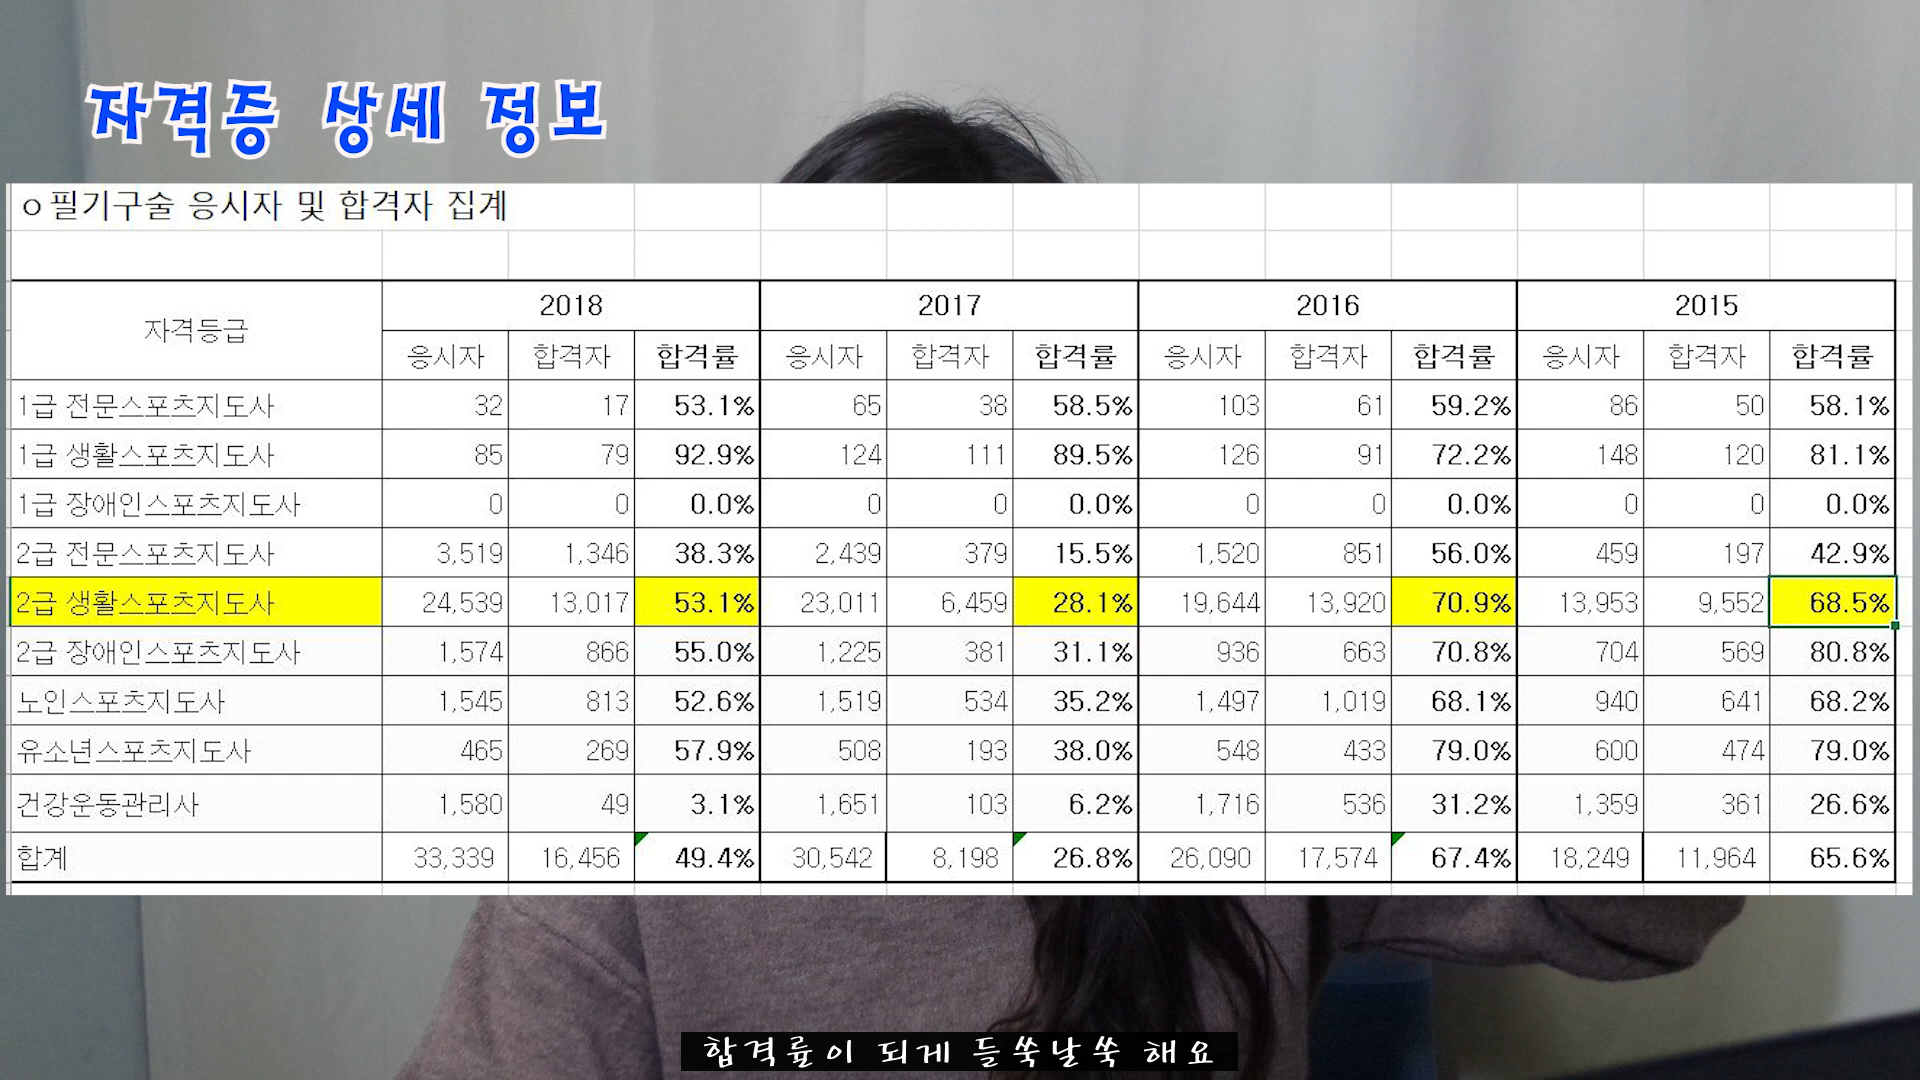 자격증 상세 정보
ㅇ필기구술 응시자 및 합격자 집계
자격등급 2018 2017 2016 2015
응시자 합격자 합격률 응시자 합격자 합격률 응시자 합격자 합격률 응시자 합격자 합격률
1급 전문스포츠지도사 32 17 53.1% 65 38 58.5% 103 61 59.2% 86 50 58.1%
1급 생활스포츠지도사 85 79 92.9% 124 111 89.5% 126 91 72.2% 148 120 81.1%
1급 장애인스포츠지도사 0 0 0.0% 0 0 0.0% 0 0 0.0% 0 0 0.0%
2급 전문스포츠지도사 3,519 1,346 38.3% 2,439 379 15.5% 1,520 851 56.0% 459 197 42.9%
2급 생활스포츠지도사 24,539 13,017 53.1% 23,011 6,459 28.1% 19,644 13,920 70.9% 13,953 9,552 68.5%
2급 장애인스포츠지도사 1,574 866 55.0% 1,225 381 31.1% 936 663 70.8% 704 569 80.8%
노인스포츠지도사 1,545 813 52.6% 1,519 534 35.2% 1,497 1,019 68.1% 940 641 68.2%
유소년스포츠지도사 465 269 57.9% 508 193 38.0% 548 433 79.0% 600 474 79.0%
건강운동관리사 1,580 49 3.1% 1,651 103 6.2% 1,716 536 31.2% 1,359 361 26.6%
합계 33,339 16,456 49.4% 30,542 8,198 26.8% 26,090 17,574 67.4% 18,249 11,964 65.6%
합격률이 되게 들쑥날쑥 해요